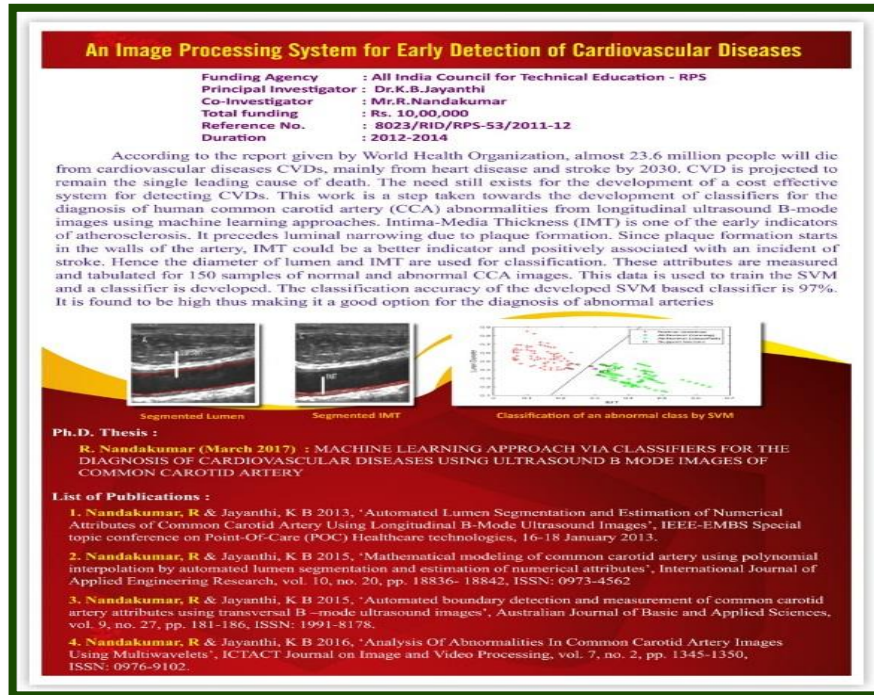 An Image Processing System for Early Detection of Cardiovascular Diseases
Funding Agency : All India Council for Technical Education - RPS
Principal Investigator : Dr.K.B.Jayanthi
Co-Investigator : Mr.R.Nandakumar
Total funding : Rs. 10,00,000
Reference No. : 8023/RID/RPS-53/2011-12
Duration : 2012-2014
According to the report given by World Health Organization, almost 23.6 million people will die
from cardiovascular diseases CVDs, mainly from heart disease and stroke by 2030. CVD is projected to
remain the single leading cause of death. The need still exists for the development of a cost effective
system for detecting CVDs. This work is a step taken towards the development of classifiers for the
diagnosis of human common carotid artery (CCA) abnormalities from longitudinal ultrasound B-mode
images using machine learning approaches. Intima-Media Thickness (IMT) is one of the early indicators
of atherosclerosis. It precedes luminal narrowing due to plaque formation. Since plaque formation starts
in the walls of the artery, IMT could be a better indicator and positively associated with an incident of
stroke. Hence the diameter of lumen and IMT are used for classification. These attributes are measured
and tabulated for 150 samples of normal and abnormal CCA images. This data is used to train the SVM
and a classifier is developed. The classification accuracy of the developed SVM based classifier is 97%.
It is found to be high thus making it a good option for the diagnosis of abnormal arteries
Segmented Lumen
Segmented IMT
Classification of an abnormal class by SVM
Ph.D. Thesis :
R. Nandakumar (March 2017) : MACHINE LEARNING APPROACH VIA CLASSIFIERS FOR THE
DIAGNOSIS OF CARDIOVASCULAR DISEASES USING ULTRASOUND B MODE IMAGES OF
COMMON CAROTID ARTERY
List of Publications :
1. Nandakumar, R & Jayanthi, K B 2013, ‘Automated Lumen Segmentation and Estimation of Numerical
Attributes of Common Carotid Artery Using Longitudinal B-Mode Ultrasound Images’, IEEE-EMBS Special
topic conference on Point-Of-Care (POC) Healthcare technologies, 16-18 January 2013.
2. Nandakumar, R & Jayanthi, K B 2015, ‘Mathematical modeling of common carotid artery using polynomial
interpolation by automated lumen segmentation and estimation of numerical attributes’, International Journal of
Applied Engineering Research, vol. 10, no. 20, pp. 18836- 18842, ISSN: 0973-4562
3. Nandakumar, R & Jayanthi, K B 2015, ‘Automated boundary detection and measurement of common carotid
artery attributes using transversal B –mode ultrasound images’, Australian Journal of Basic and Applied Sciences,
vol. 9, no. 27, pp. 181-186, ISSN: 1991-8178.
4. Nandakumar, R & Jayanthi, K B 2016, ‘Analysis Of Abnormalities In Common Carotid Artery Images
Using Multiwavelets’, ICTACT Journal on Image and Video Processing, vol. 7, no. 2, pp. 1345-1350,
ISSN: 0976-9102.